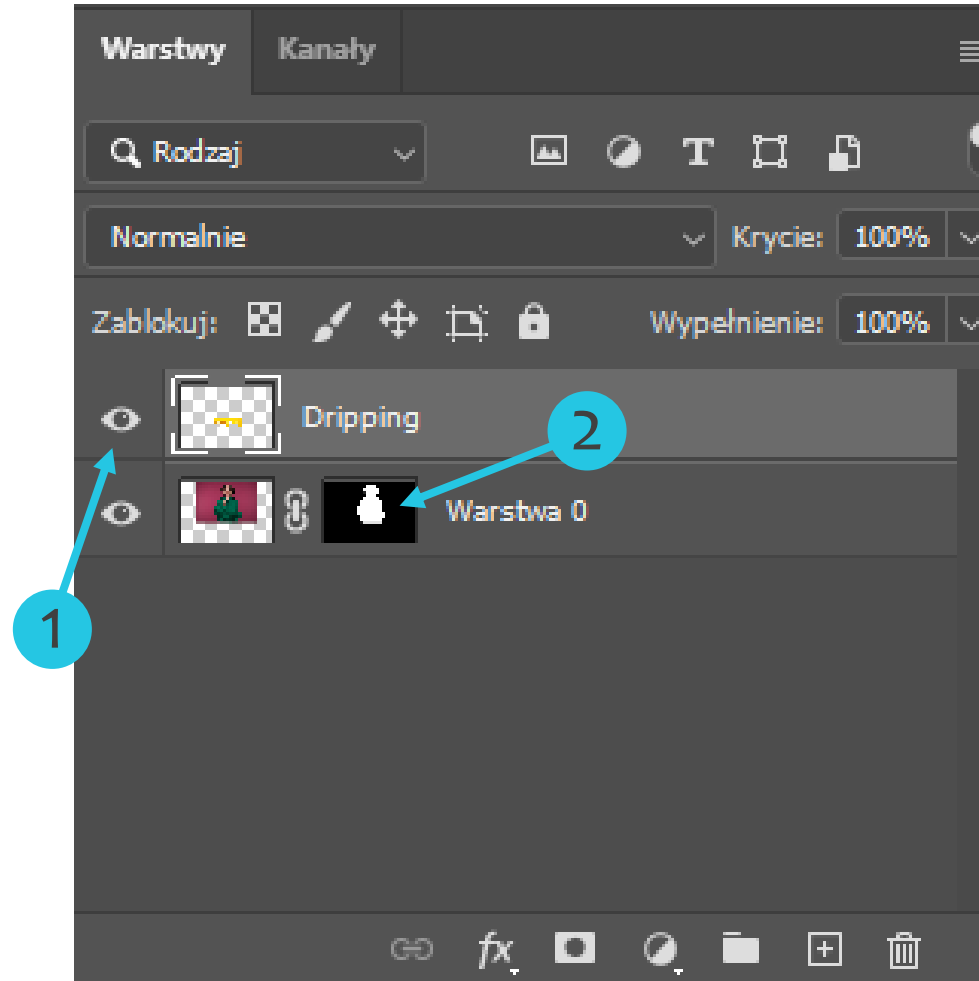 Warstwy Kanały
Rodzaj T
Normalnie Krycie: 100%
Zablokuj: Wypełnienie: 100%
Dripping 2
Warstwa 0
1
fx